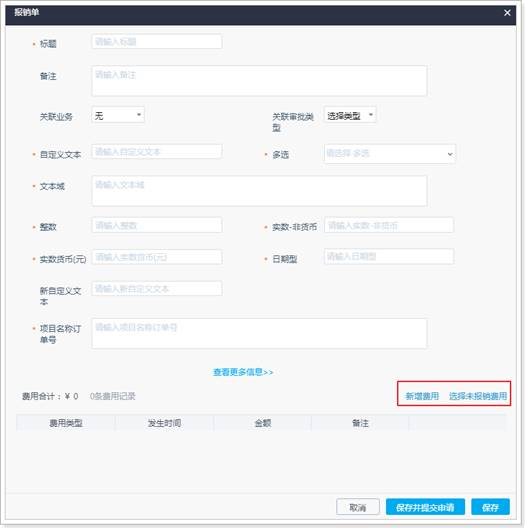 报销单
标题 请输入标题
备注 请输入备注
关联业务 无 关联审批类型 选择类型
自定义文本 请输入自定义文本 多选 请选择 多选
文本域 请输入文本域
整数 请输入整数 实数-非货币 请输入实数-非货币
实数货币(元) 请输入实数货币(元) 日期型 请输入日期型
新自定义文本 请输入新自定义文本
项目名称订单号 请输入项目名称订单号
查看更多信息>>
费用合计：¥ 0 0条费用记录 新增费用 选择未报销费用
费用类型 发生时间 金额 备注
取消 保存并提交申请 保存